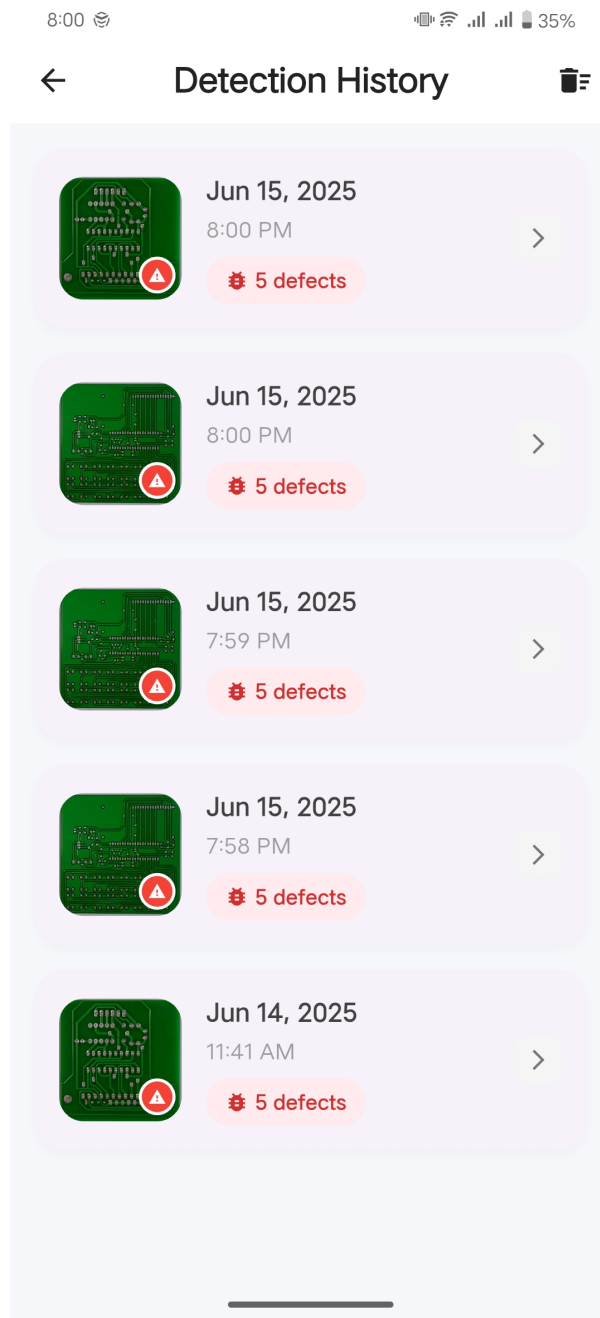 8:00 35%
Detection History
Jun 15, 2025
8:00 PM
5 defects
Jun 15, 2025
8:00 PM
5 defects
Jun 15, 2025
7:59 PM
5 defects
Jun 15, 2025
7:58 PM
5 defects
Jun 14, 2025
11:41 AM
5 defects